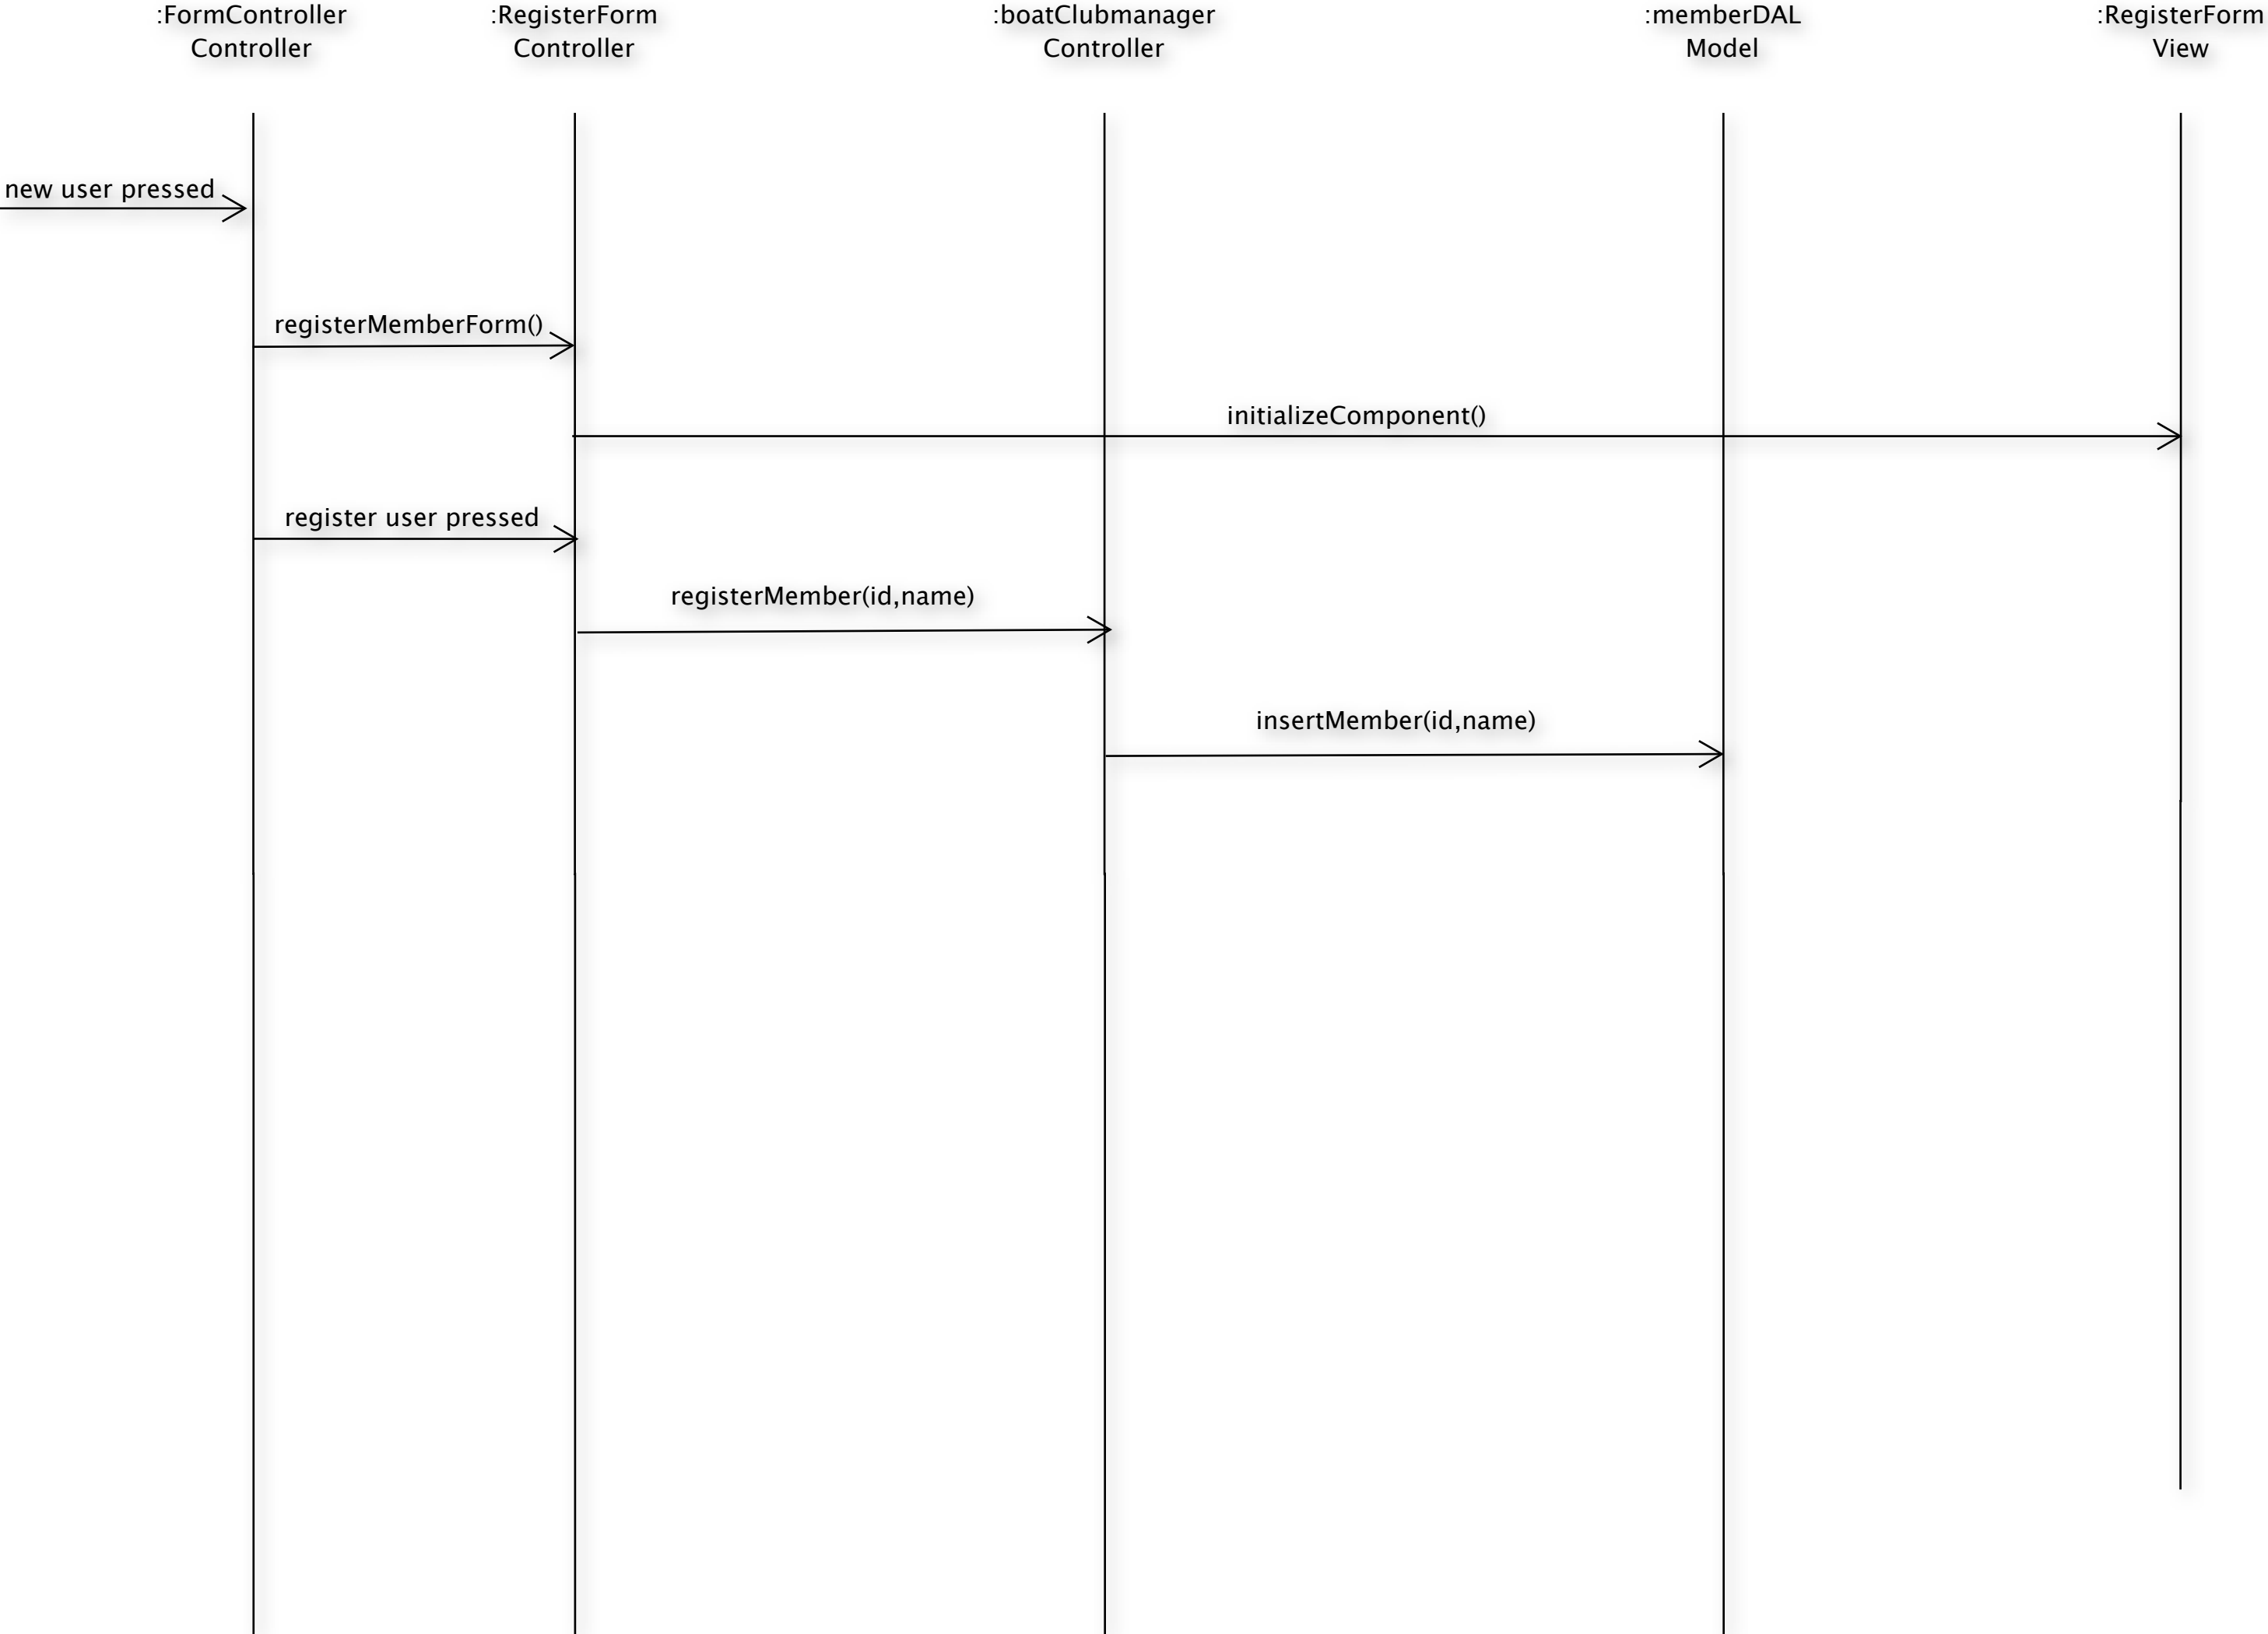 :FormController
Controller
:RegisterForm
Controller
:boatClubmanager
Controller
:memberDAL
Model
:RegisterForm
View
new user pressed
registerMemberForm()
initializeComponent()
register user pressed
registerMember(id,name)
insertMember(id,name)